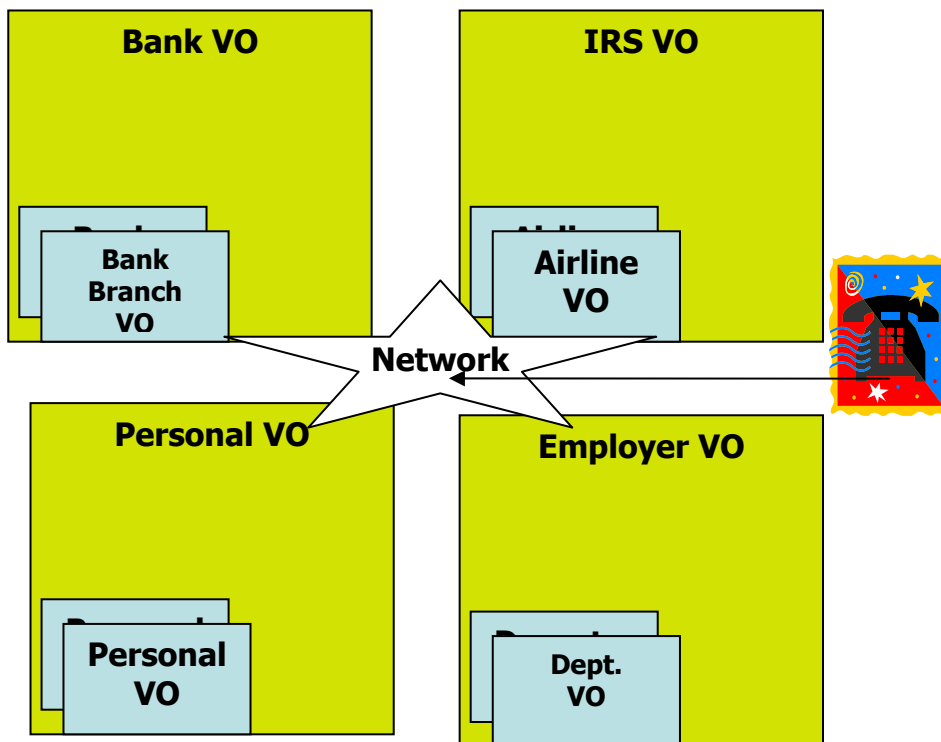 Bank VO
IRS VO
Bank
Branch
VO
Airline
VO
Network
Personal VO
Employer VO
Personal
VO
Dept.
VO